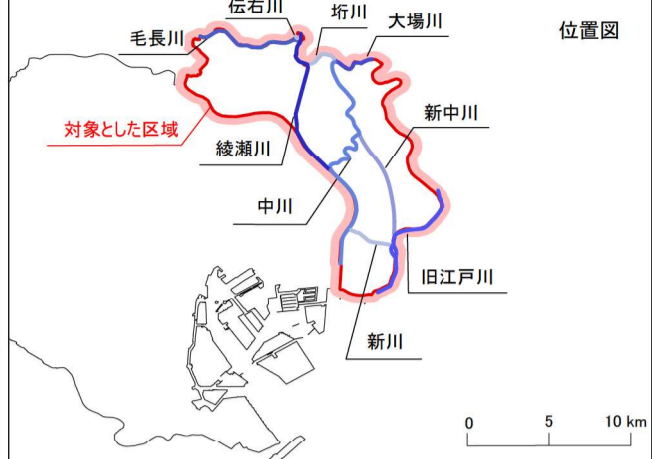 伝右川
垳川
大場川
位置図
毛長川
新中川
対象とした区域
綾瀬川
中川
旧江戸川
新川
0 5 10 km